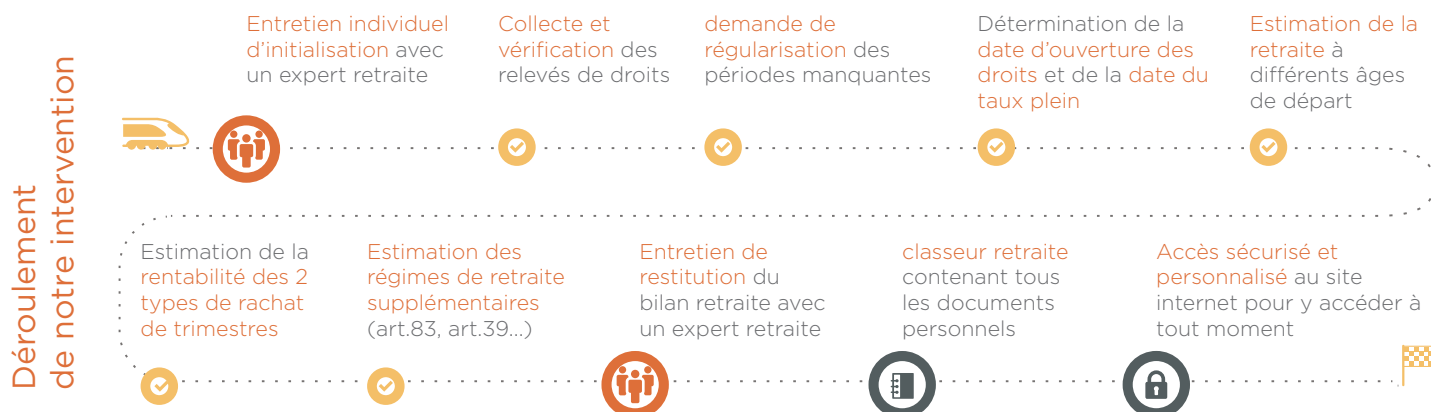 Déroulement
de notre intervention
Entretien individuel
d'initialisation avec
un expert retraite
Collecte et
vérification des
relevés de droits
demande de
régularisation des
périodes manquantes
Détermination de la
date d'ouverture des
droits et de la date du
taux plein
Estimation de la
retraite à
différents âges
de départ
Estimation de la
rentabilité des 2
types de rachat
de trimestres
Estimation des
régimes de retraite
supplémentaires
(art.83, art.39...)
Entretien de
restitution du
bilan retraite avec
un expert retraite
classeur retraite
contenant tous
les documents
personnels
Accès sécurisé et
personnalisé au site
internet pour y accéder à
tout moment